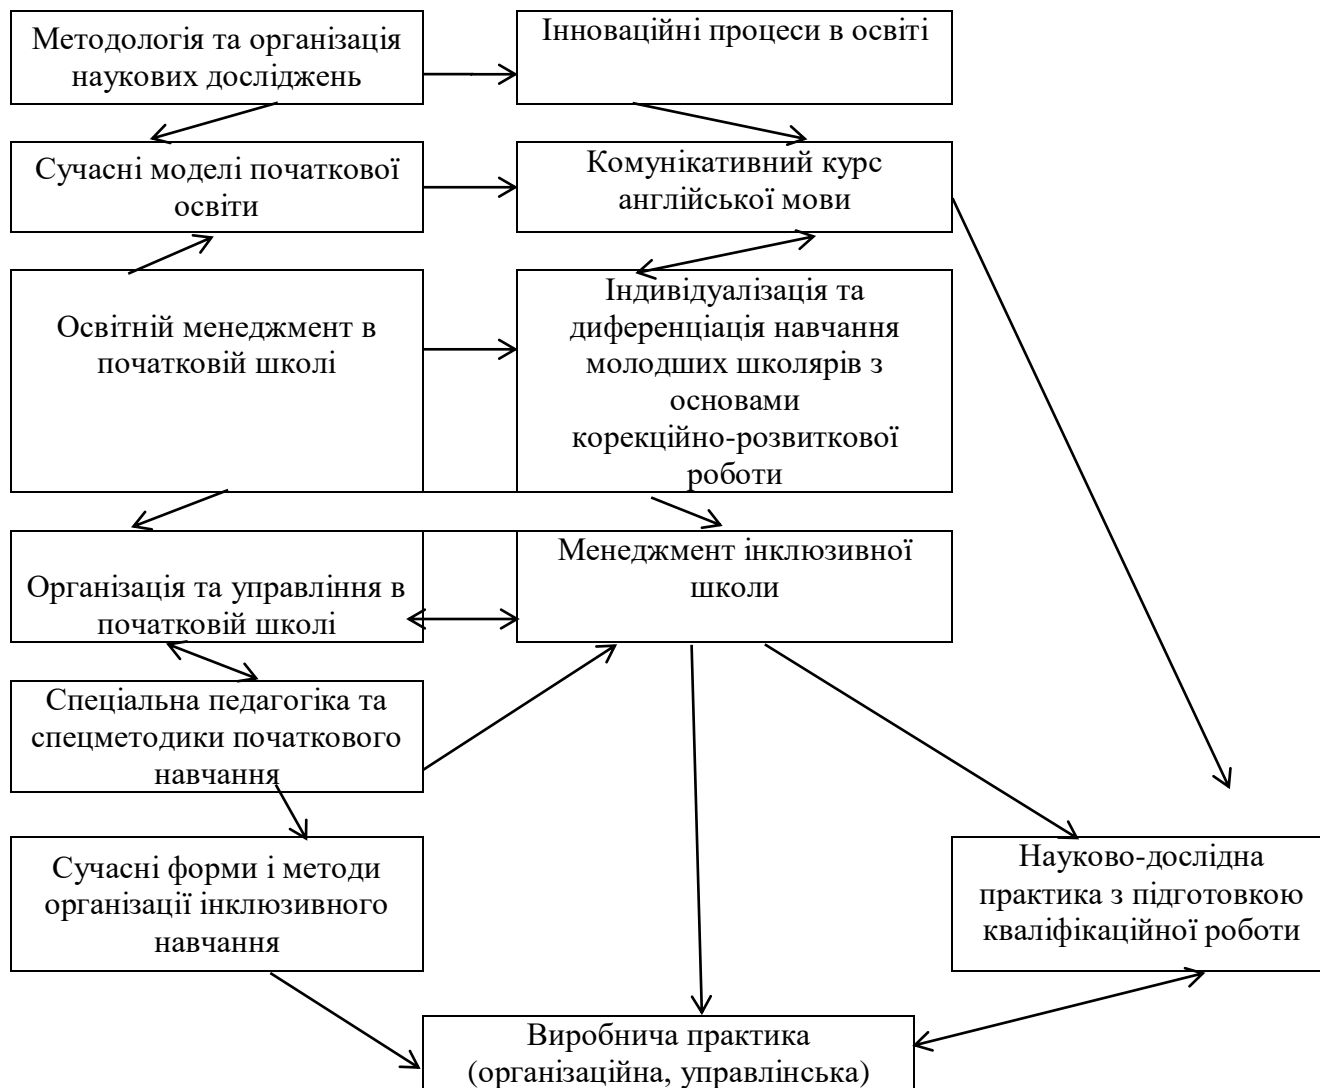 Методологія та організація
наукових досліджень
Інноваційні процеси в освіті
Сучасні моделі початкової
освіти
Комунікативний курс
англійської мови
Освітній менеджмент в
початковій школі
Індивідуалізація та
диференціація навчання
молодших школярів з
основами
корекційно-розвиткової
роботи
Організація та управління в
початковій школі
Менеджмент інклюзивної
школи
Спеціальна педагогіка та
спецметодики початкового
навчання
Сучасні форми і методи
організації інклюзивного
навчання
Науково-дослідна
практика з підготовкою
кваліфікаційної роботи
Виробнича практика
(організаційна, управлінська)